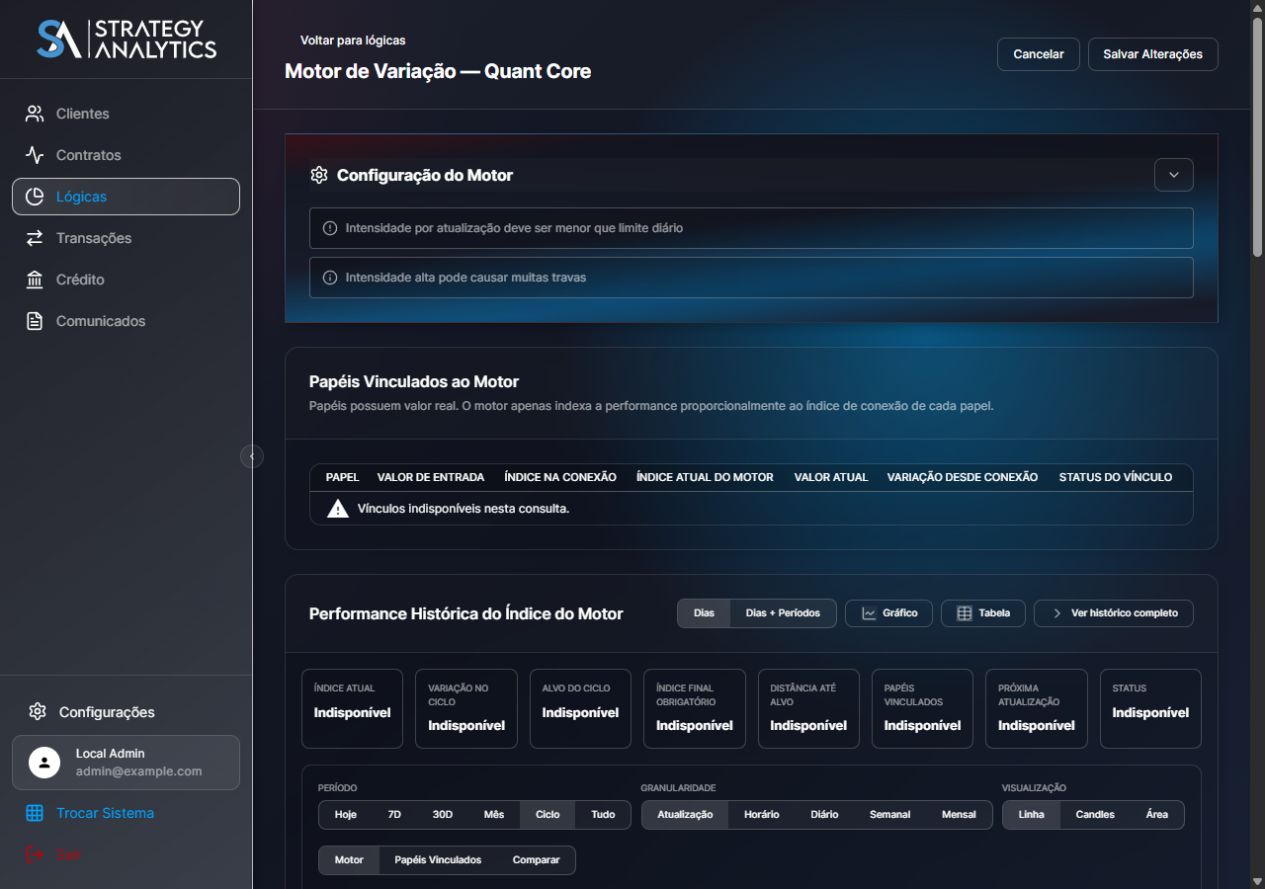 STRATEGY
ANALYTICS
Clientes
Contratos
Lógicas
Transações
Crédito
Comunicados
Configurações
Local Admin
admin@example.com
Trocar Sistema
Sair
Voltar para lógicas
Motor de Variação — Quant Core
Cancelar
Salvar Alterações
Configuração do Motor
Intensidade por atualização deve ser menor que limite diário
Intensidade alta pode causar muitas travas
Papéis Vinculados ao Motor
Papéis possuem valor real. O motor apenas indexa a performance proporcionalmente ao índice de conexão de cada papel.
PAPEL VALOR DE ENTRADA ÍNDICE NA CONEXÃO ÍNDICE ATUAL DO MOTOR VALOR ATUAL VARIAÇÃO DESDE CONEXÃO STATUS DO VÍNCULO
Vínculos indisponíveis nesta consulta.
Performance Histórica do Índice do Motor
Dias Dias + Períodos Gráfico Tabela Ver histórico completo
ÍNDICE ATUAL
Indisponível
VARIAÇÃO NO
CICLO
Indisponível
ALVO DO CICLO
Indisponível
ÍNDICE FINAL
OBRIGATÓRIO
Indisponível
DISTÂNCIA ATÉ
ALVO
Indisponível
PAPÉIS
VINCULADOS
Indisponível
PRÓXIMA
ATUALIZAÇÃO
Indisponível
STATUS
Indisponível
PERÍODO
Hoje 7D 30D Mês Ciclo Tudo
GRANULARIDADE
Atualização Horário Diário Semanal Mensal
VISUALIZAÇÃO
Linha Candles Área
Motor Papéis Vinculados Comparar